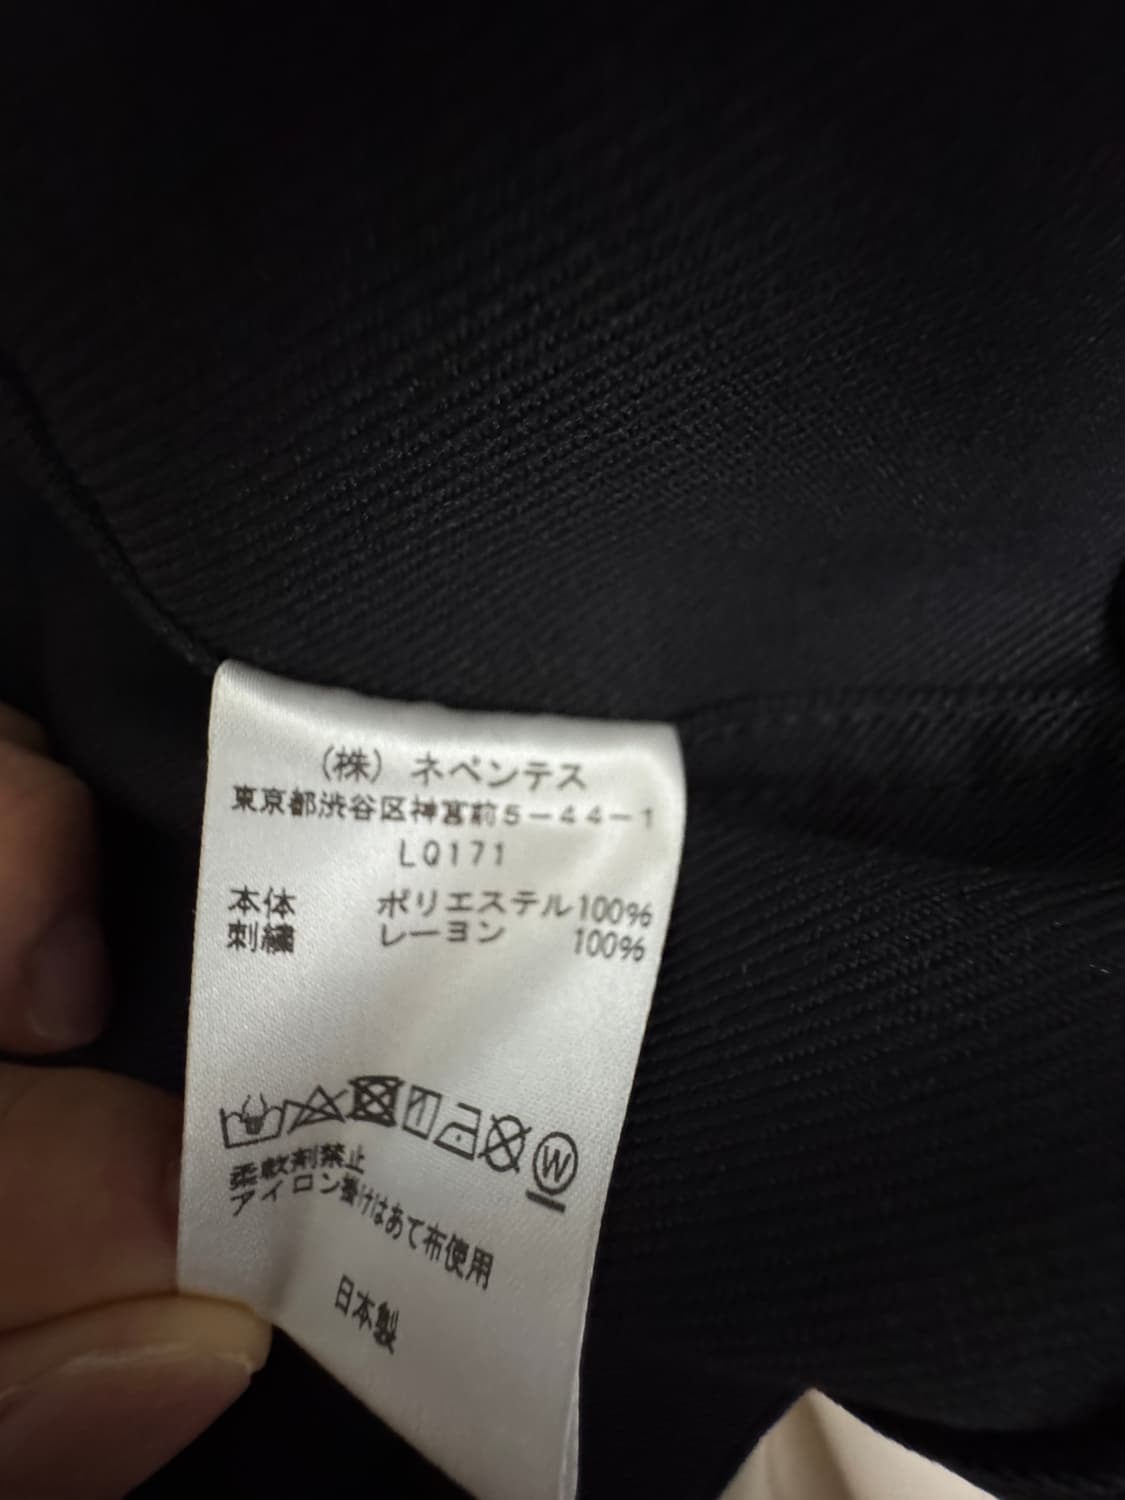 （株）ネペンテス
東京都渋谷区神宮前5－44－1
LQ171
本体 ポリエステル100%
刺繍 レーヨン 100%
W
柔軟剤禁止
アイロン掛けはあて布使用
日本製